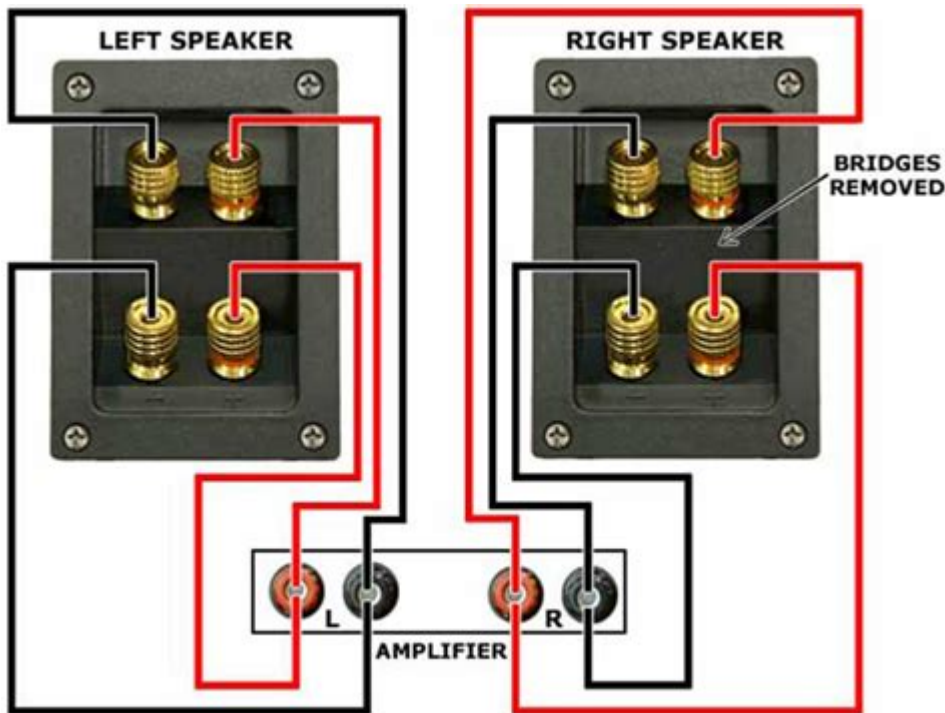 LEFT SPEAKER
RIGHT SPEAKER
BRIDGES
REMOVED
− +
− +
L
R
AMPLIFIER